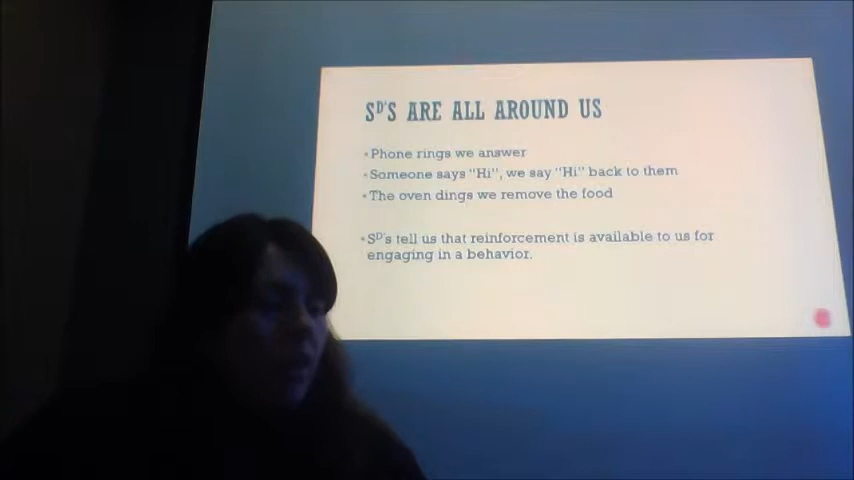 Sᴰ'S ARE ALL AROUND US
• Phone rings we answer
• Someone says "Hi", we say "Hi" back to them
• The oven dings we remove the food
• Sᴰ's tell us that reinforcement is available to us for
engaging in a behavior.